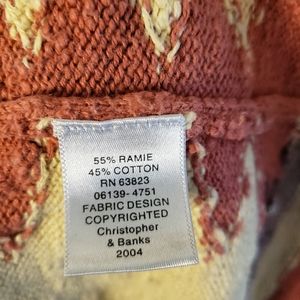 55% RAMIE
45% COTTON
RN 63823
06139-4751
FABRIC DESIGN
COPYRIGHTED
Christopher
& Banks
2004